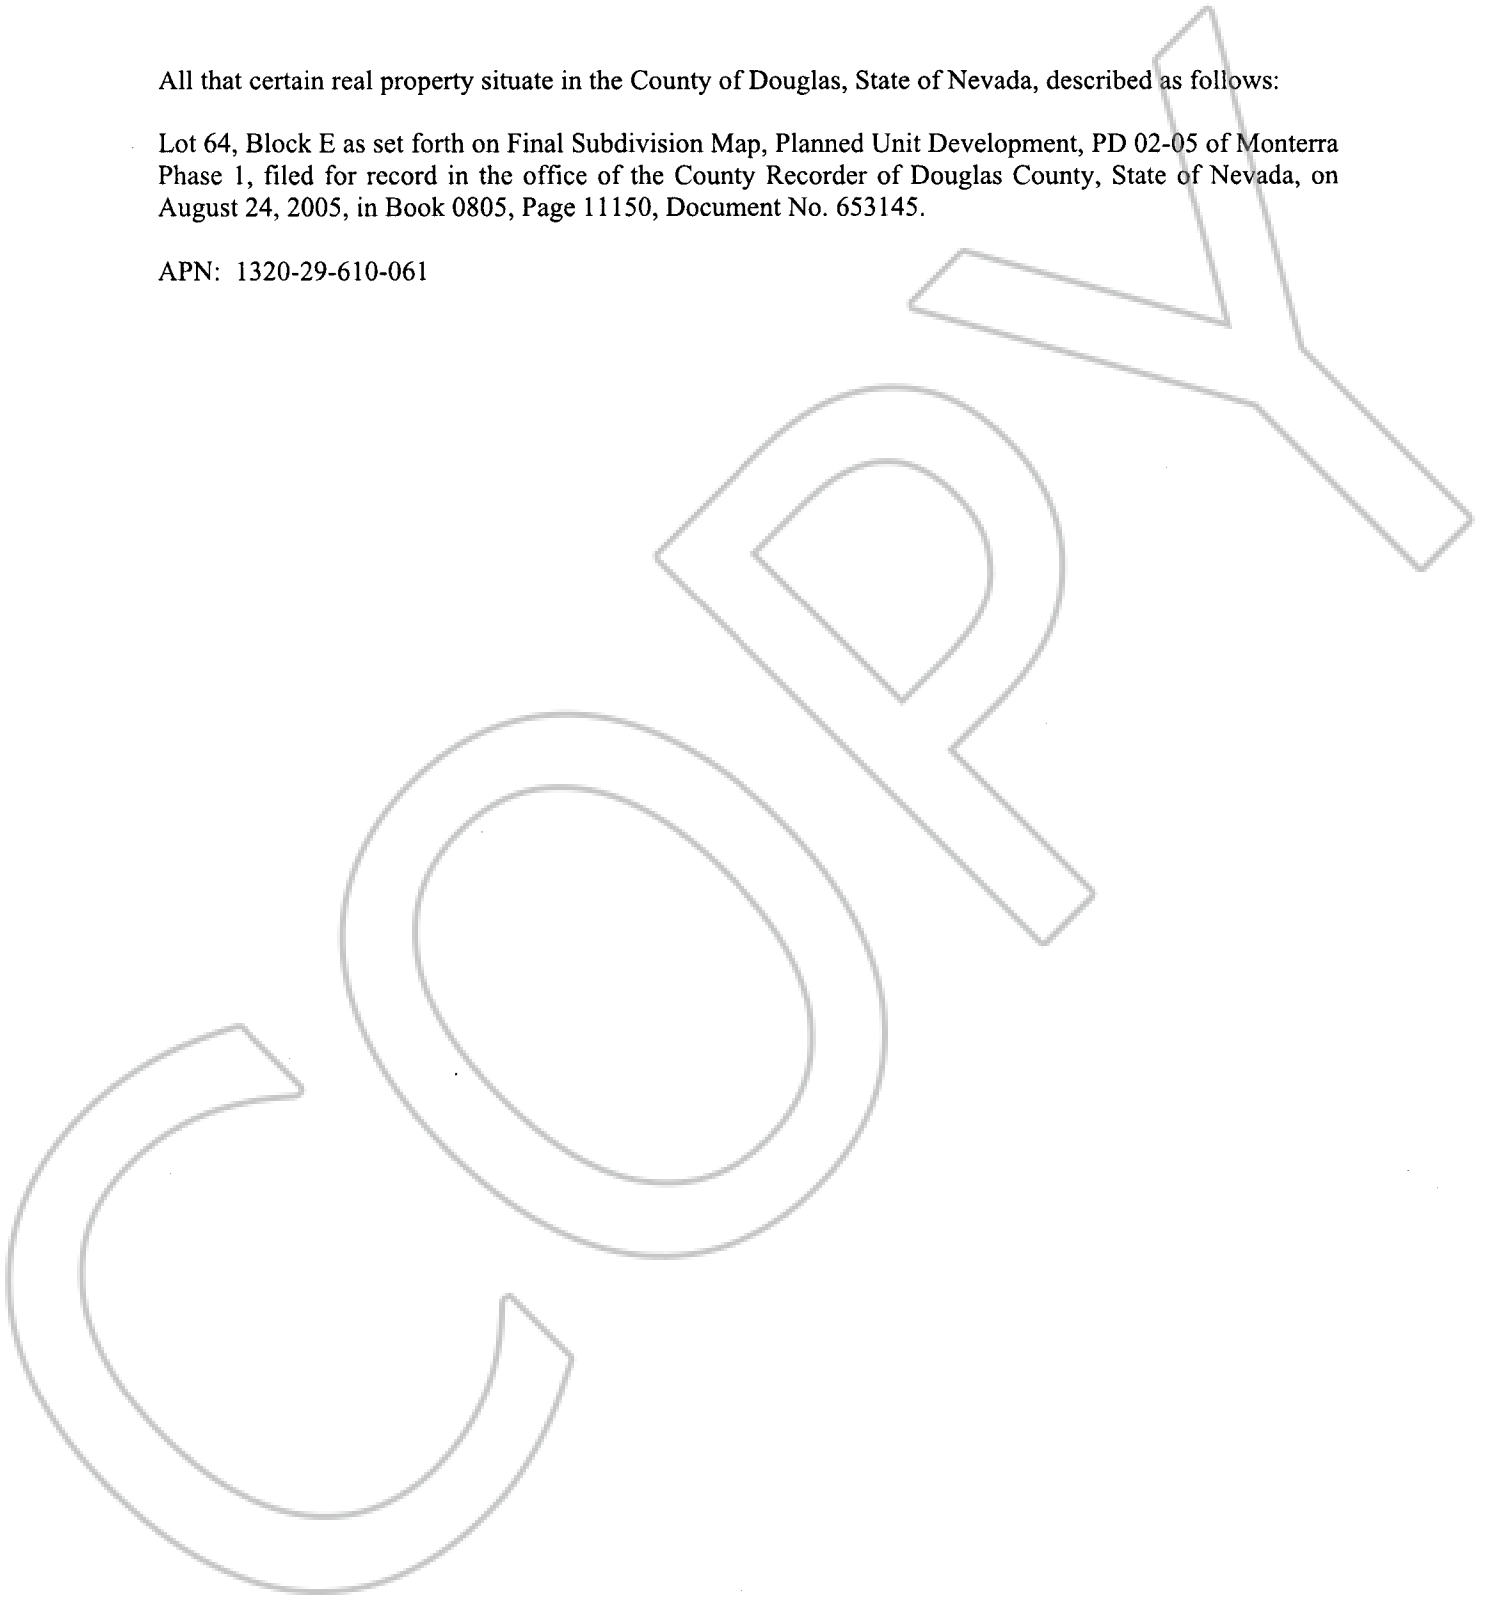 All that certain real property situate in the County of Douglas, State of Nevada, described as follows:
Lot 64, Block E as set forth on Final Subdivision Map, Planned Unit Development, PD 02-05 of Monterra
Phase 1, filed for record in the office of the County Recorder of Douglas County, State of Nevada, on
August 24, 2005, in Book 0805, Page 11150, Document No. 653145.
APN: 1320-29-610-061
COPY